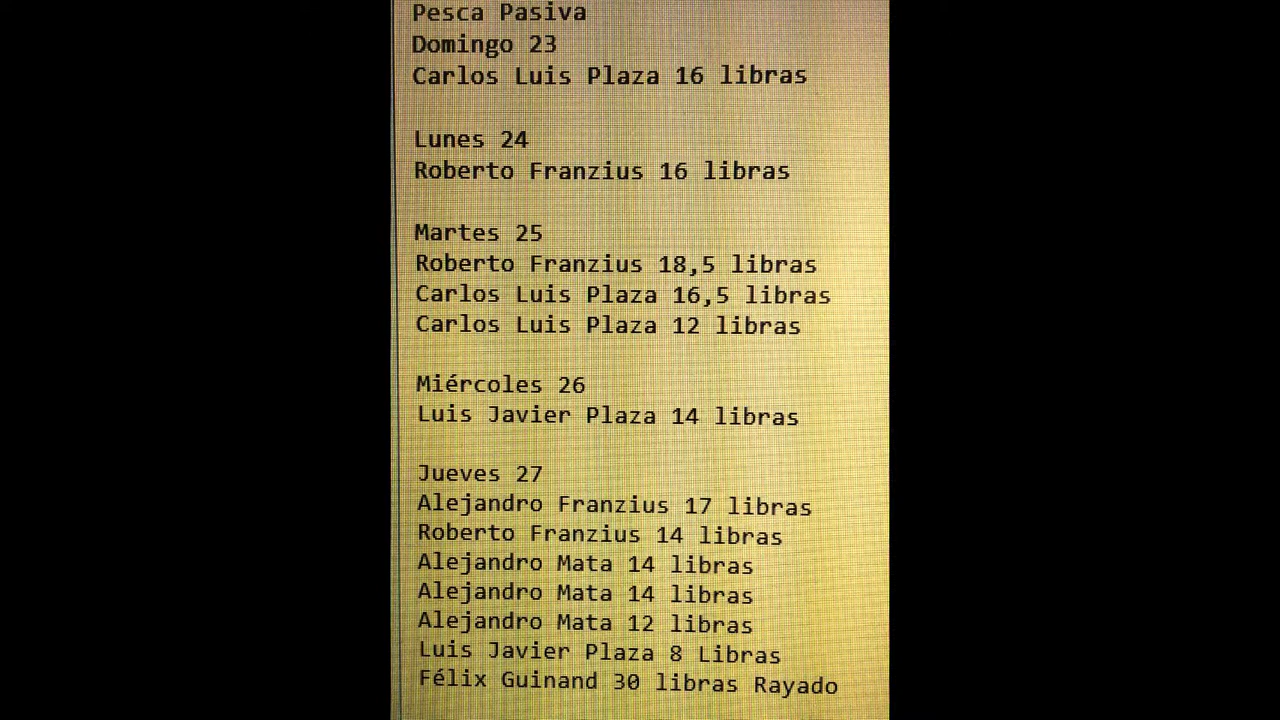 Pesca Pasiva
Domingo 23
Carlos Luis Plaza 16 libras
Lunes 24
Roberto Franzius 16 libras
Martes 25
Roberto Franzius 18,5 libras
Carlos Luis Plaza 16,5 libras
Carlos Luis Plaza 12 libras
Miércoles 26
Luis Javier Plaza 14 libras
Jueves 27
Alejandro Franzius 17 libras
Roberto Franzius 14 libras
Alejandro Mata 14 libras
Alejandro Mata 14 libras
Alejandro Mata 12 libras
Luis Javier Plaza 8 Libras
Félix Guinand 30 libras Rayado